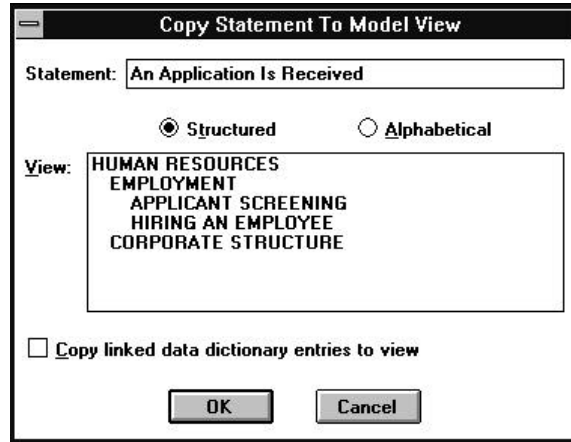 Copy Statement To Model View
Statement: An Application Is Received
Structured Alphabetical
View: HUMAN RESOURCES
EMPLOYMENT
APPLICANT SCREENING
HIRING AN EMPLOYEE
CORPORATE STRUCTURE
Copy linked data dictionary entries to view
OK Cancel